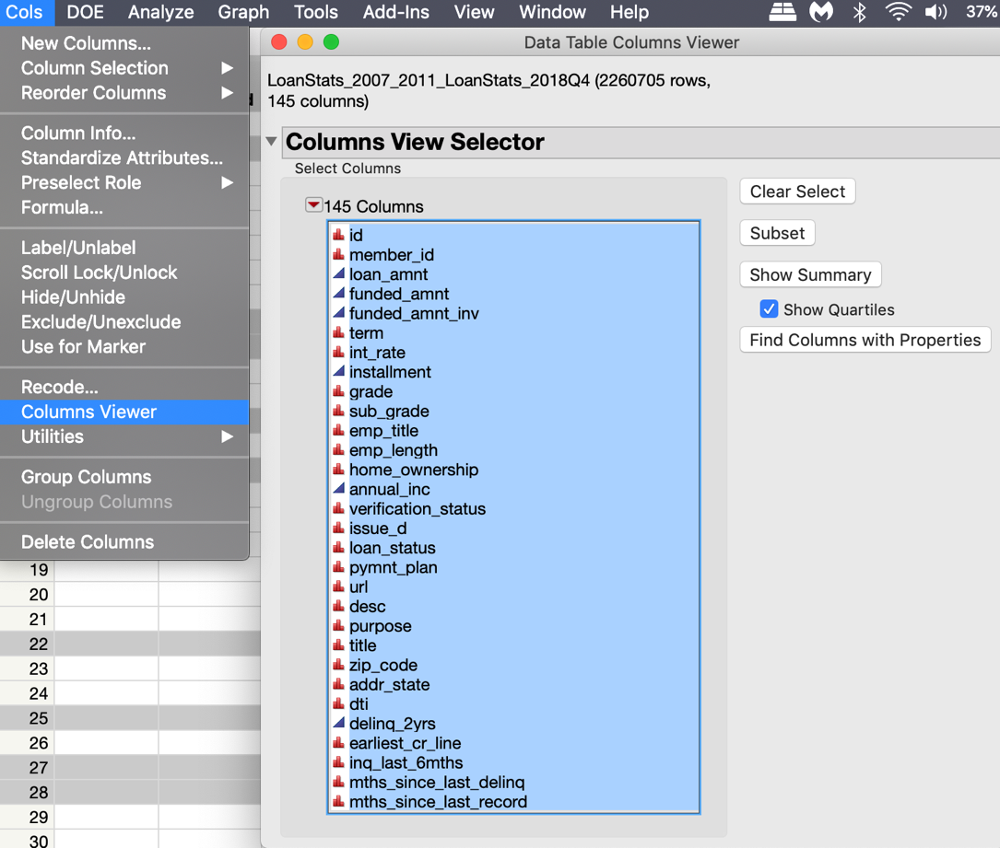 Cols DOE Analyze Graph Tools Add-Ins View Window Help 37%
New Columns...
Column Selection
Reorder Columns
Column Info...
Standardize Attributes...
Preselect Role
Formula...
Label/Unlabel
Scroll Lock/Unlock
Hide/Unhide
Exclude/Unexclude
Use for Marker
Recode...
Columns Viewer
Utilities
Group Columns
Ungroup Columns
Delete Columns
19
20
21
22
23
24
25
26
27
28
29
30
Data Table Columns Viewer
LoanStats_2007_2011_LoanStats_2018Q4 (2260705 rows,
145 columns)
Columns View Selector
Select Columns
145 Columns
id
member_id
loan_amnt
funded_amnt
funded_amnt_inv
term
int_rate
installment
grade
sub_grade
emp_title
emp_length
home_ownership
annual_inc
verification_status
issue_d
loan_status
pymnt_plan
url
desc
purpose
title
zip_code
addr_state
dti
delinq_2yrs
earliest_cr_line
inq_last_6mths
mths_since_last_delinq
mths_since_last_record
Clear Select
Subset
Show Summary
Show Quartiles
Find Columns with Properties